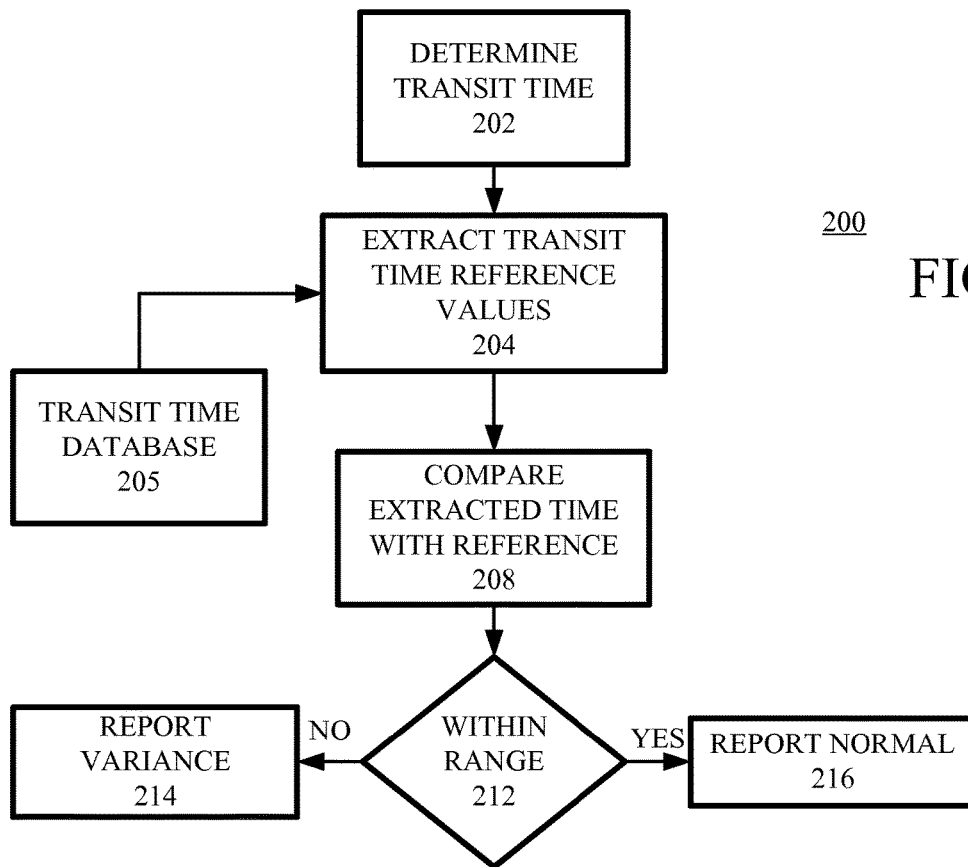 DETERMINE
TRANSIT TIME
202
EXTRACT TRANSIT
TIME REFERENCE
VALUES
204
200
TRANSIT TIME
DATABASE
205
COMPARE
EXTRACTED TIME
WITH REFERENCE
208
REPORT
VARIANCE
214
NO
WITHIN
RANGE
212
YES
REPORT NORMAL
216